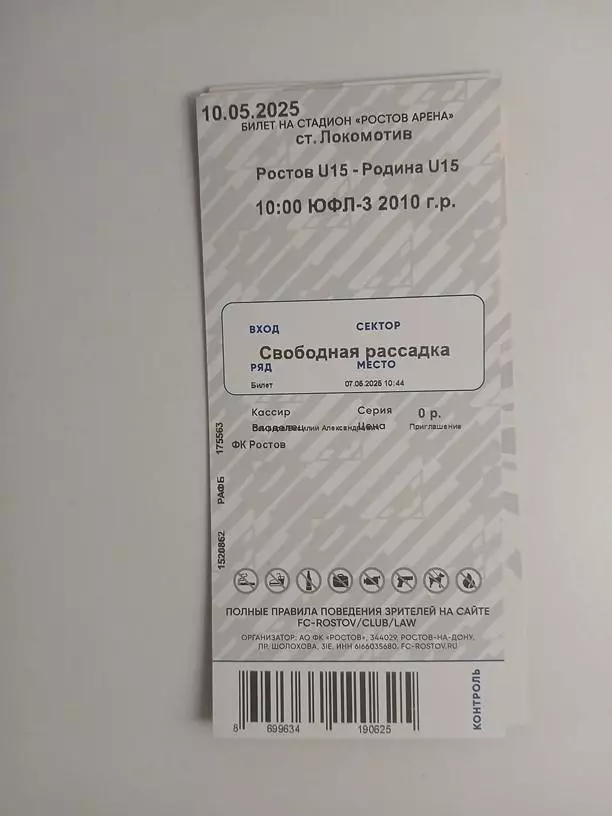 10.05.2025
БИЛЕТ НА СТАДИОН «РОСТОВ АРЕНА»
ст. Локомотив
Ростов U15 - Родина U15
10:00 ЮФЛ-3 2010 г.р.
ВХОД СЕКТОР
Свободная рассадка
РЯД МЕСТО
Билет 07.05.2025 10:44
Кассир Серия 0 р.
Владелец Александрович Цена Приглашение
ФК Ростов
175563
РАФБ
1520862
ПОЛНЫЕ ПРАВИЛА ПОВЕДЕНИЯ ЗРИТЕЛЕЙ НА САЙТЕ
FC-ROSTOV/CLUB/LAW
ОРГАНИЗАТОР: АО ФК «РОСТОВ», 344029, РОСТОВ-НА-ДОНУ,
ПР. ШОЛОХОВА, 31Е, ИНН 6166035680. FC-ROSTOV.RU
КОНТРОЛЬ
8 699634 190625